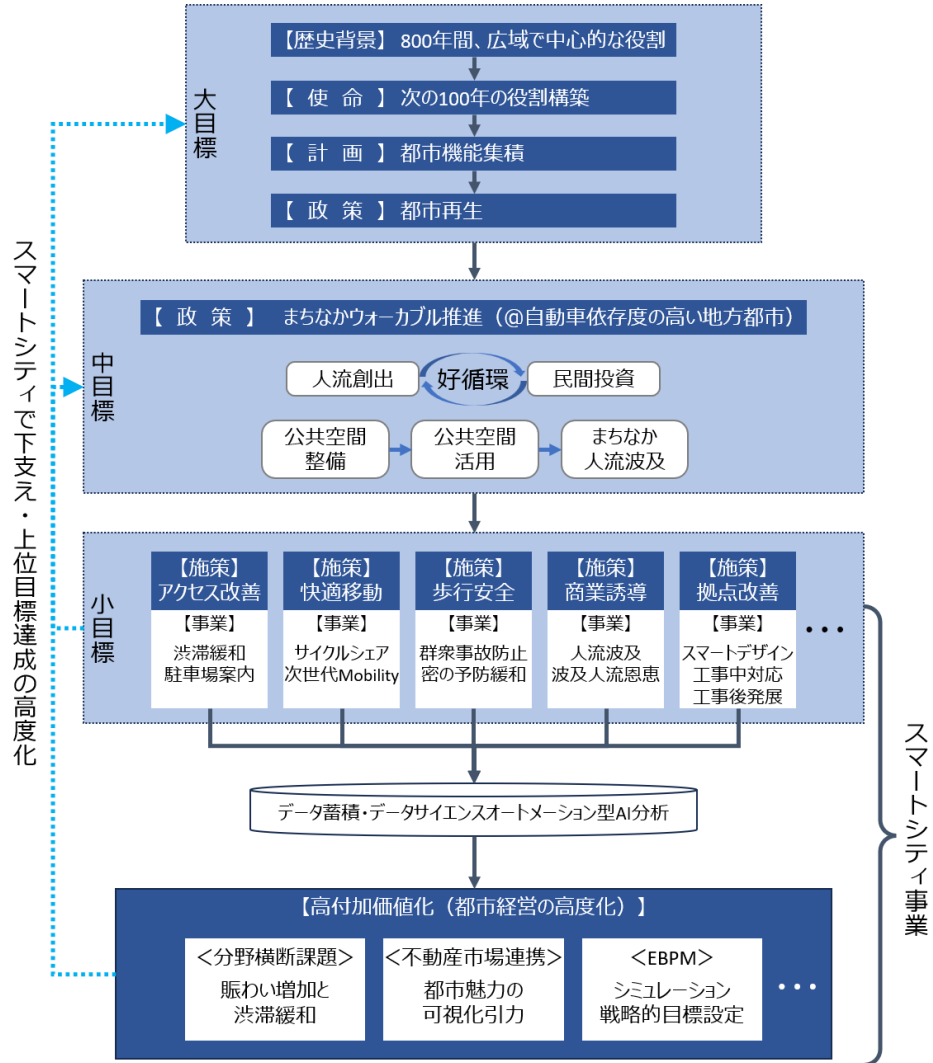 大目標
【歴史背景】 800年間、広域で中心的な役割
【 使 命 】 次の100年の役割構築
【 計 画 】 都市機能集積
【 政 策 】 都市再生
スマートシティで下支え・上位目標達成の高度化
中目標
【 政 策 】 まちなかウォーカブル推進（@自動車依存度の高い地方都市）
人流創出
好循環
民間投資
公共空間
整備
公共空間
活用
まちなか
人流波及
小目標
【施策】
アクセス改善
【事業】
渋滞緩和
駐車場案内
【施策】
快適移動
【事業】
サイクルシェア
次世代Mobility
【施策】
歩行安全
【事業】
群衆事故防止
密の予防緩和
【施策】
商業誘導
【事業】
人流波及
波及人流恩恵
【施策】
拠点改善
【事業】
スマートデザイン
工事中対応
工事後発展
・・・
スマートシティ事業
データ蓄積・データサイエンスオートメーション型AI分析
【高付加価値化（都市経営の高度化）】
＜分野横断課題＞
賑わい増加と
渋滞緩和
＜不動産市場連携＞
都市魅力の
可視化引力
＜EBPM＞
シミュレーション
戦略的目標設定
・・・